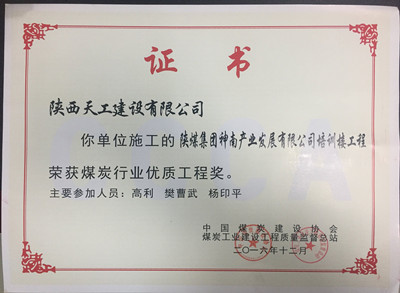 证书
陕西天工建设有限公司
你单位施工的陕煤集团神南产业发展有限公司培训楼工程
荣获煤炭行业优质工程奖。
主要参加人员：高利 樊曹武 杨印平
中国煤炭建设协会
煤炭工业建设工程质量监督总站
二〇一六年十二月